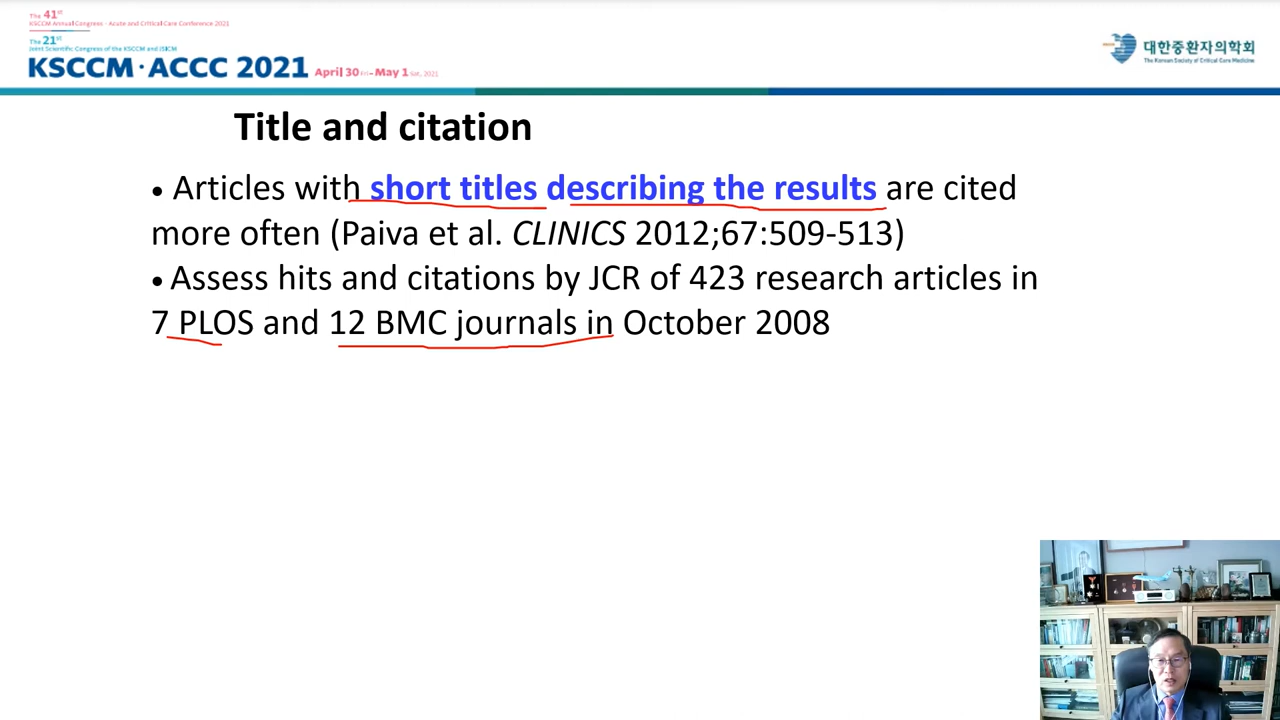 The 41st
KSCCM Annual Congress - Acute and Critical Care Conference 2021
The 21st
Joint Scientific Congress of the KSCCM and JSICM
KSCCM·ACCC 2021 April 30 Fri-May 1 Sat, 2021
대한중환자의학회
The Korean Society of Critical Care Medicine
Title and citation
• Articles with short titles describing the results are cited
more often (Paiva et al. CLINICS 2012;67:509-513)
• Assess hits and citations by JCR of 423 research articles in
7 PLOS and 12 BMC journals in October 2008